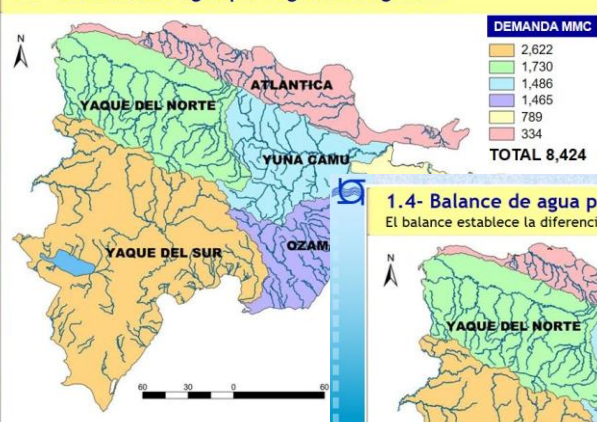 DEMANDA MMC
2,622
1,730
1,486
1,465
789
334
TOTAL 8,424
N
ATLANTICA
YAQUE DEL NORTE
YUNA CAMU
OZAM
YAQUE DEL SUR
60 30 0 60
1.4- Balance de agua p
El balance establece la diferenci
N
YAQUE DEL NORTE